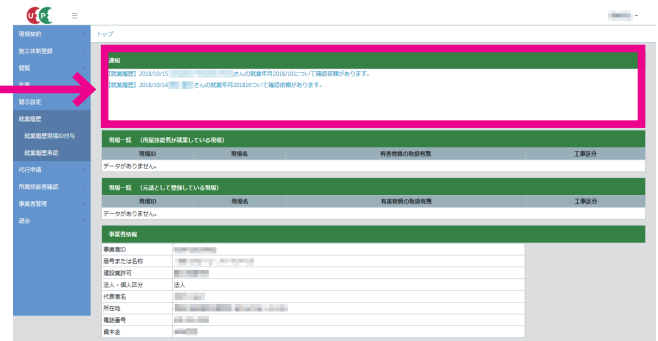 現場契約
トップ
施工体制登録
閲覧
変更
開示設定
就業履歴
就業履歴現場ID付与
就業履歴承認
代行申請
所属技能者確認
事業者管理
退会
通知
【就業履歴】2018/10/15 さんの就業年月2018/10について確認依頼があります。
【就業履歴】2018/10/14 さんの就業年月201810ついて確認依頼があります。
現場一覧 (所属技能者が就業している現場)
現場ID 現場名 有害物質の取扱有無 工事区分
データがありません。
現場一覧 (元請として登録している現場)
現場ID 現場名 有害物質の取扱有無 工事区分
データがありません。
事業者情報
事業者ID
商号または名称
建設業許可
法人・個人区分 法人
代表者名
所在地
電話番号
資本金